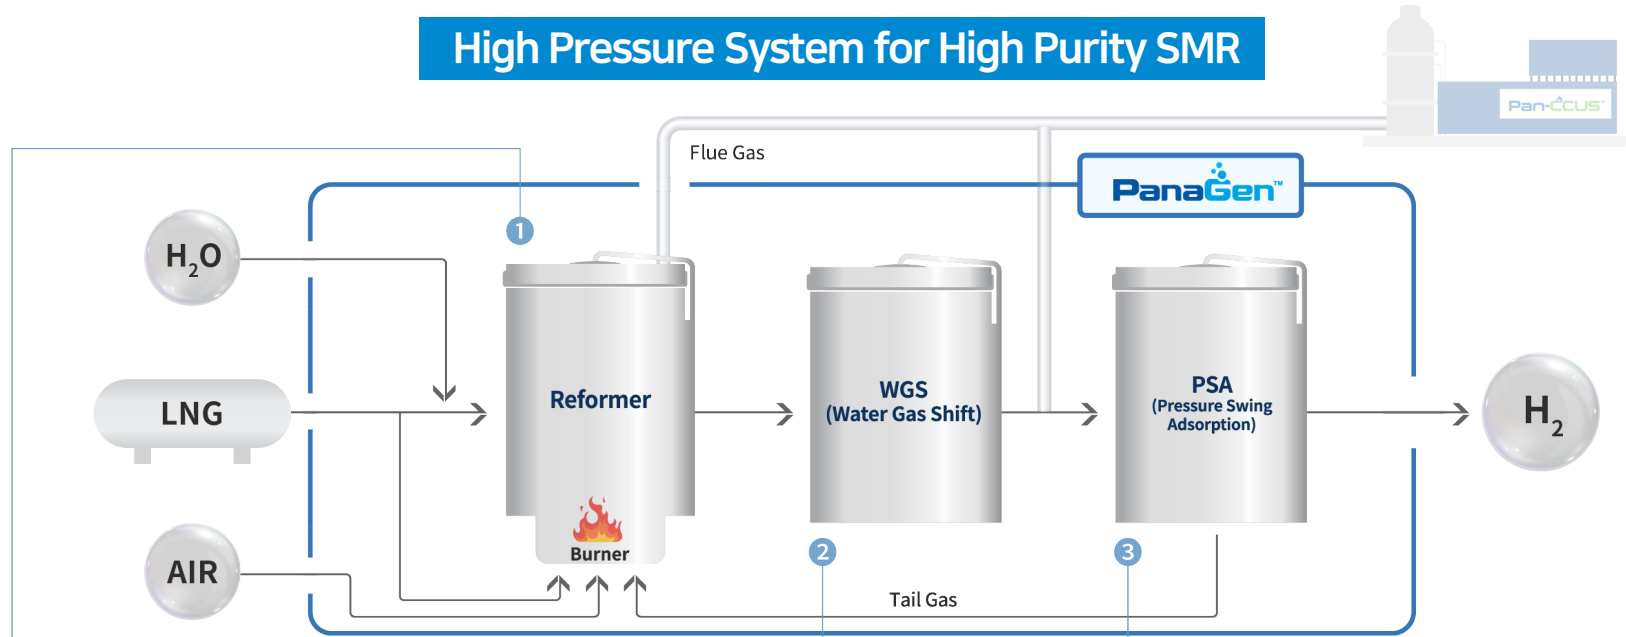 High Pressure System for High Purity SMR
Pan-CCUS™
Flue Gas
PanaGen™
1
H₂O
Reformer
WGS
(Water Gas Shift)
PSA
(Pressure Swing
Adsorption)
LNG
H₂
Burner
2
3
AIR
Tail Gas